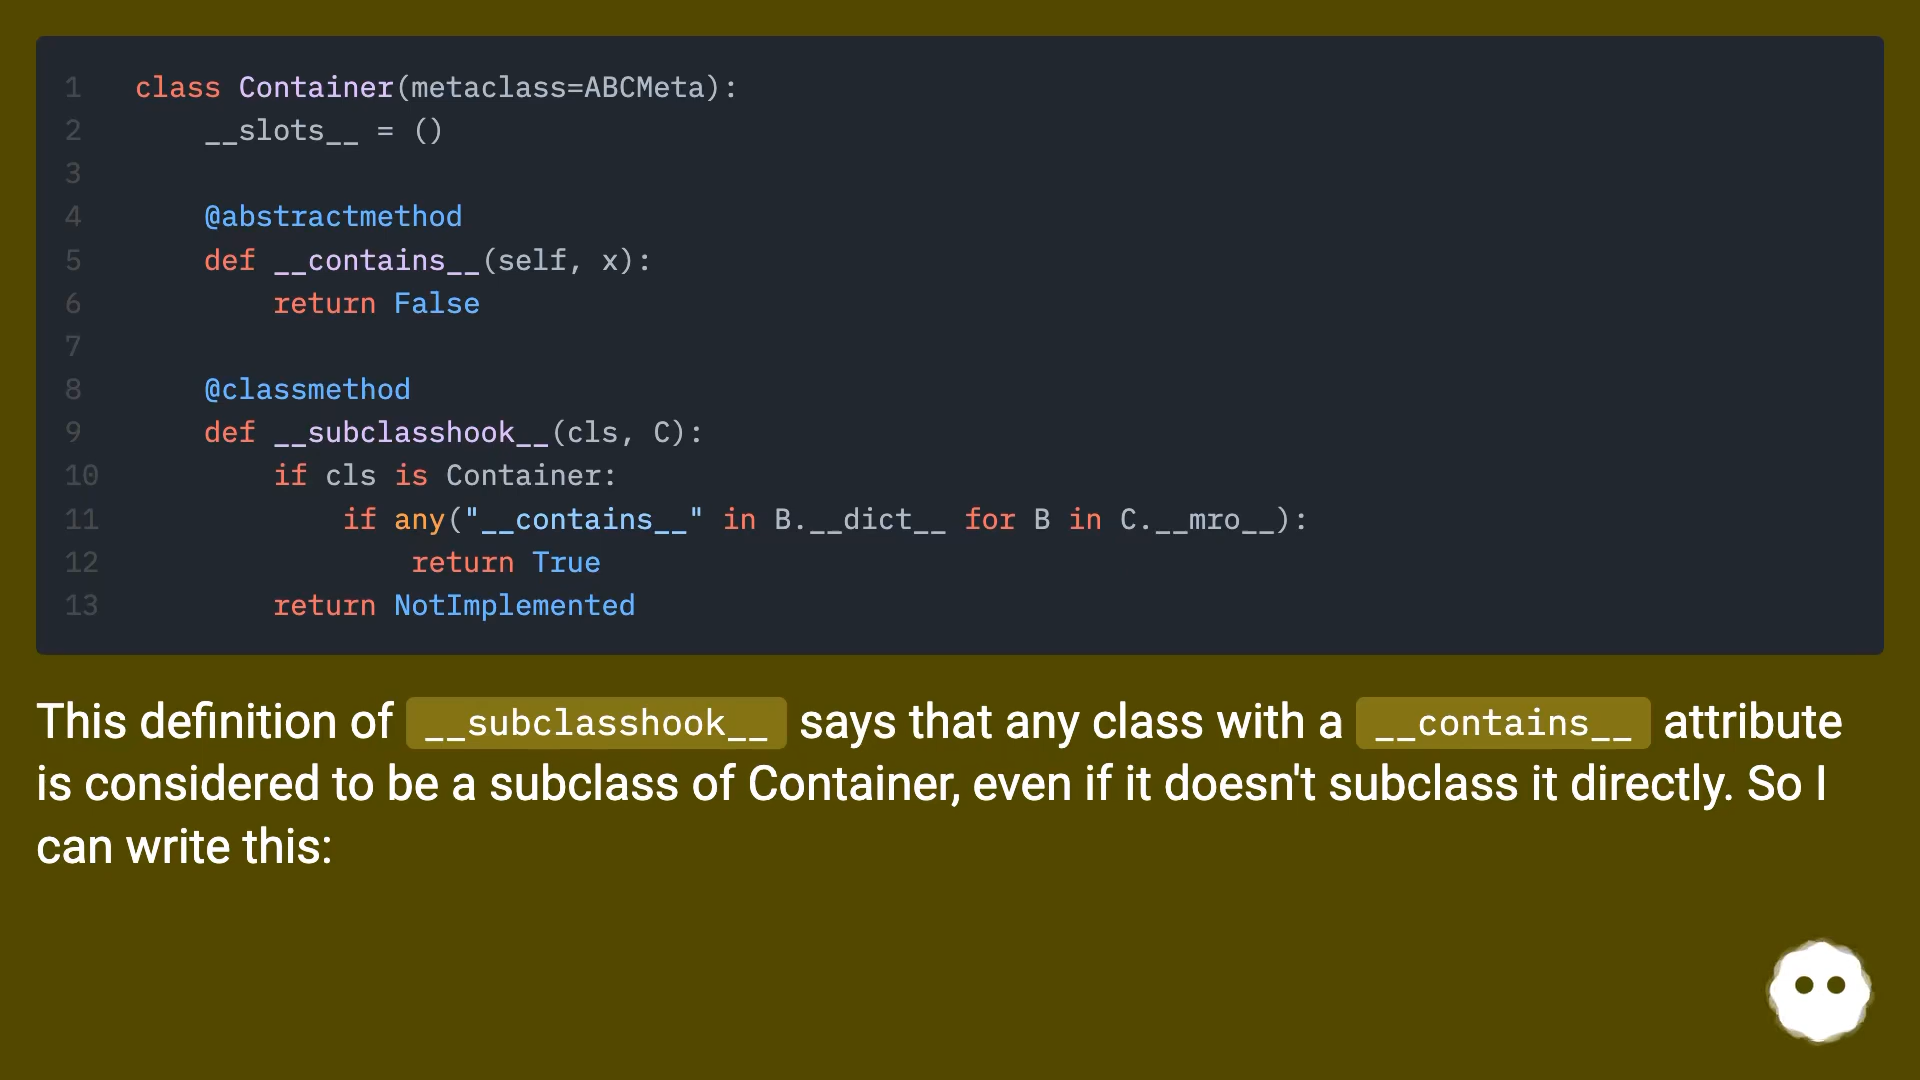 1 class Container(metaclass=ABCMeta):
2     __slots__ = ()
3
4     @abstractmethod
5     def __contains__(self, x):
6         return False
7
8     @classmethod
9     def __subclasshook__(cls, C):
10         if cls is Container:
11             if any("__contains__" in B.__dict__ for B in C.__mro__):
12                 return True
13         return NotImplemented
This definition of __subclasshook__ says that any class with a __contains__ attribute
is considered to be a subclass of Container, even if it doesn't subclass it directly. So I
can write this: